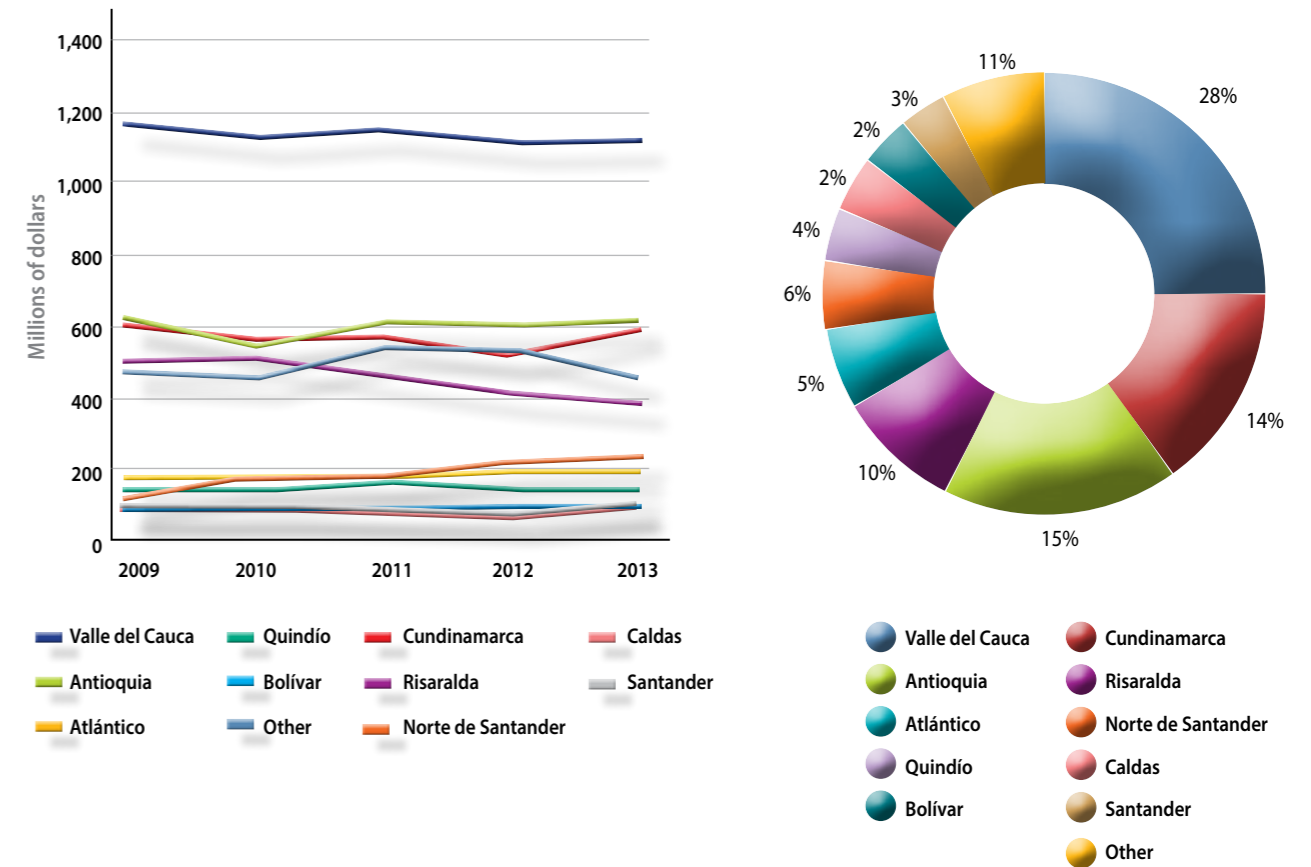 Millions of dollars
1,400
1,200
1,000
800
600
400
200
0
2009 2010 2011 2012 2013
Valle del Cauca Quindío Cundinamarca Caldas
Antioquia Bolívar Risaralda Santander
Atlántico Other Norte de Santander
11%
28%
3%
2%
2%
4%
6%
5%
14%
10%
15%
Valle del Cauca Cundinamarca
Antioquia Risaralda
Atlántico Norte de Santander
Quindío Caldas
Bolívar Santander
Other